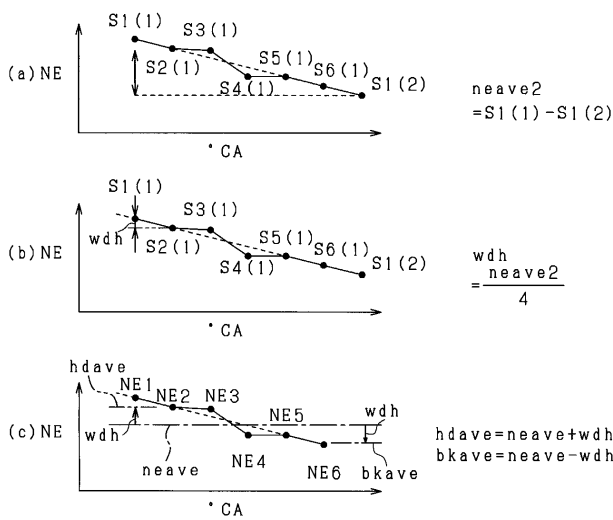 S1(1)
S3(1)
(a)NE
S2(1)
S5(1)
S6(1)
S4(1)
S1(2)
°CA
neave2
=S1(1)-S1(2)
S1(1)
S3(1)
wdh
(b)NE
S2(1)
S5(1)
S6(1)
S4(1)
S1(2)
°CA
wdh
=neave2
4
hdave
NE1
NE2
NE3
NE5
wdh
(c)NE
wdh
neave
NE4
NE6
bkave
°CA
hdave=neave+wdh
bkave=neave-wdh